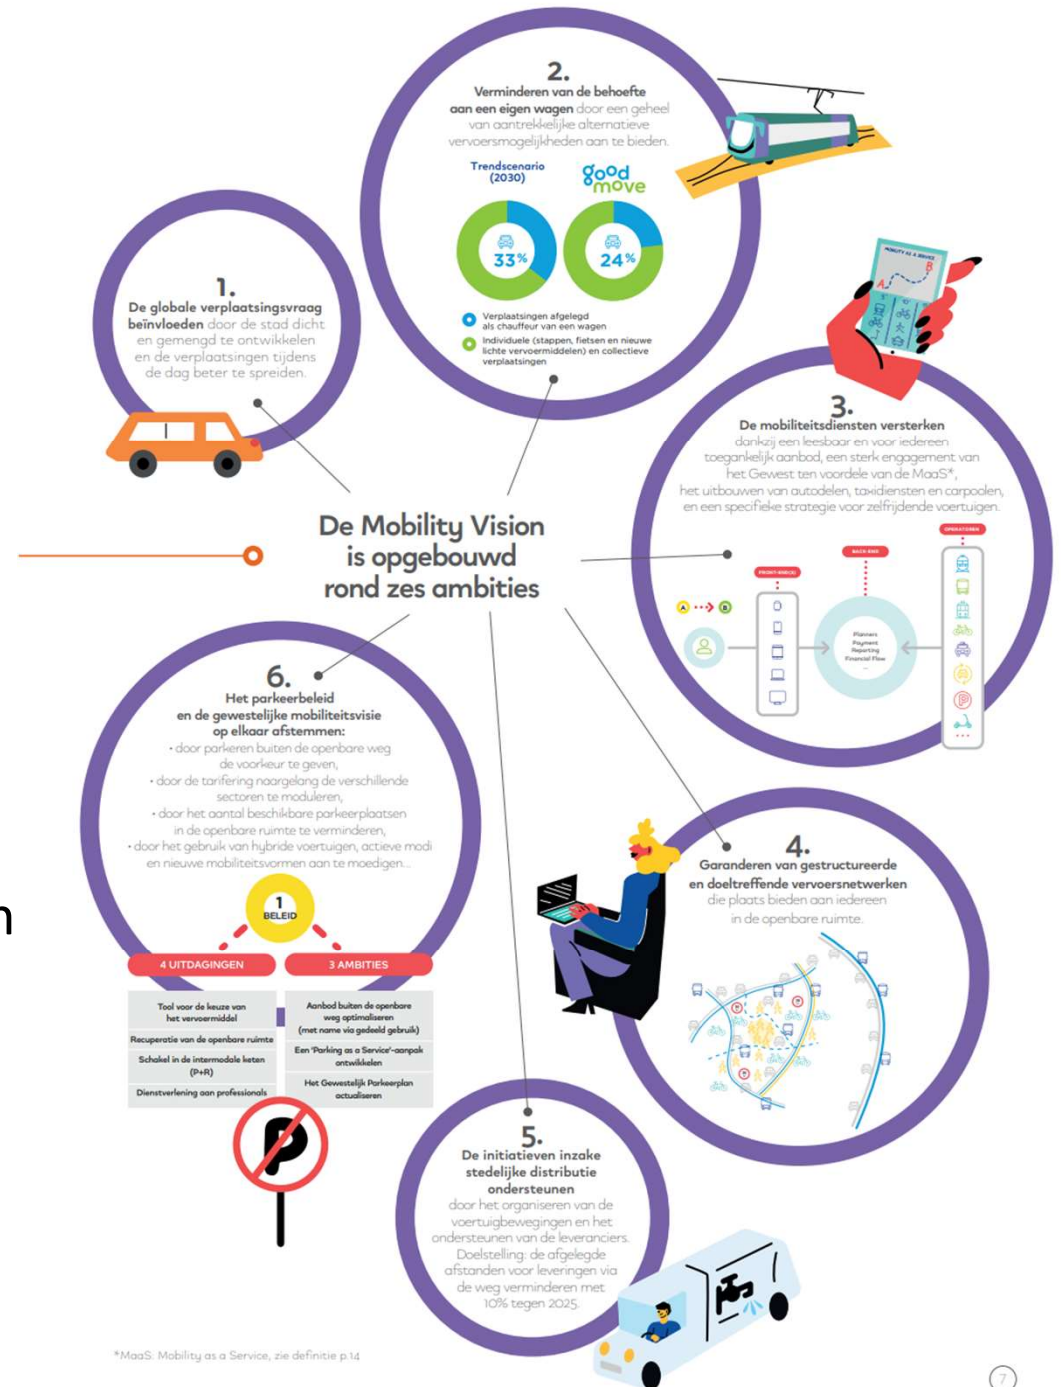 2.
Verminderen van de behoefte
aan een eigen wagen door een geheel
van aantrekkelijke alternatieve
vervoersmogelijkheden aan te bieden.
Trendscenario
(2030)
good
move
33%
24%
Verplaatsingen afgelegd
als chauffeur van een wagen
Individuele (stappen, fietsen en nieuwe
lichte vervoermiddelen) en collectieve
verplaatsingen
1.
De globale verplaatsingsvraag
beïnvloeden door de stad dicht
en gemengd te ontwikkelen
en de verplaatsingen tijdens
de dag beter te spreiden.
MOBILITY AS A SERVICE
A
B
3.
De mobiliteitsdiensten versterken
dankzij een leesbaar en voor iedereen
toegankelijk aanbod, een sterk engagement van
het Gewest ten voordele van de MaaS*,
het uitbouwen van autodelen, taxidiensten en carpoolen,
en een specifieke strategie voor zelfrijdende voertuigen.
OPERATOREN
BACK-END
FRONT-END(S)
A
B
Planners
Payment
Reporting
Financial Flow
...
P
De Mobility Vision
is opgebouwd
rond zes ambities
6.
Het parkeerbeleid
en de gewestelijke mobiliteitsvisie
op elkaar afstemmen:
• door parkeren buiten de openbare weg
de voorkeur te geven,
• door de tarifering naargelang de verschillende
sectoren te moduleren,
• door het aantal beschikbare parkeerplaatsen
in de openbare ruimte te verminderen,
• door het gebruik van hybride voertuigen, actieve modi
en nieuwe mobiliteitsvormen aan te moedigen...
1
BELEID
4 UITDAGINGEN
3 AMBITIES
Tool voor de keuze van
het vervoermiddel
Recuperatie van de openbare ruimte
Schakel in de intermodale keten
(P+R)
Dienstverlening aan professionals
Aanbod buiten de openbare
weg optimaliseren
(met name via gedeeld gebruik)
Een 'Parking as a Service'-aanpak
ontwikkelen
Het Gewestelijk Parkeerplan
actualiseren
P
n
4.
Garanderen van gestructureerde
en doeltreffende vervoersnetwerken
die plaats bieden aan iedereen
in de openbare ruimte.
5.
De initiatieven inzake
stedelijke distributie
ondersteunen
door het organiseren van de
voertuigbewegingen en het
ondersteunen van de leveranciers.
Doelstelling: de afgelegde
afstanden voor leveringen via
de weg verminderen met
10% tegen 2025.
*MaaS: Mobility as a Service, zie definitie p.14
7